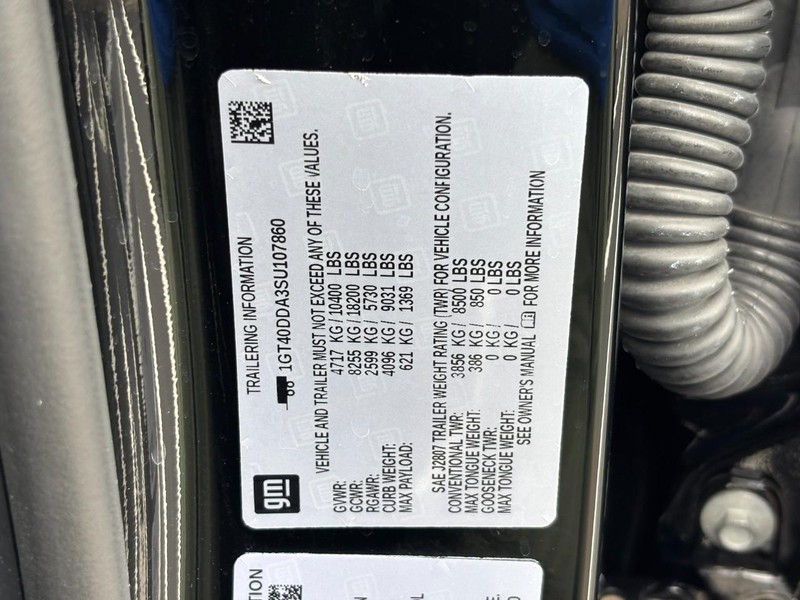 TRAILERING INFORMATION
1GT40DDA3SU107860
VEHICLE AND TRAILER MUST NOT EXCEED ANY OF THESE VALUES.
GVWR: 4717 KG / 10400 LBS
GCWR: 8255 KG / 18200 LBS
RGAWR: 2599 KG / 5730 LBS
CURB WEIGHT: 4096 KG / 9031 LBS
MAX PAYLOAD: 621 KG / 1369 LBS
SAE J2807 TRAILER WEIGHT RATING (TWR) FOR VEHICLE CONFIGURATION.
CONVENTIONAL TWR: 3856 KG / 8500 LBS
MAX TONGUE WEIGHT: 386 KG / 850 LBS
GOOSENECK TWR: 0 KG / 0 LBS
MAX TONGUE WEIGHT: 0 KG / 0 LBS
SEE OWNER'S MANUAL FOR MORE INFORMATION
gm